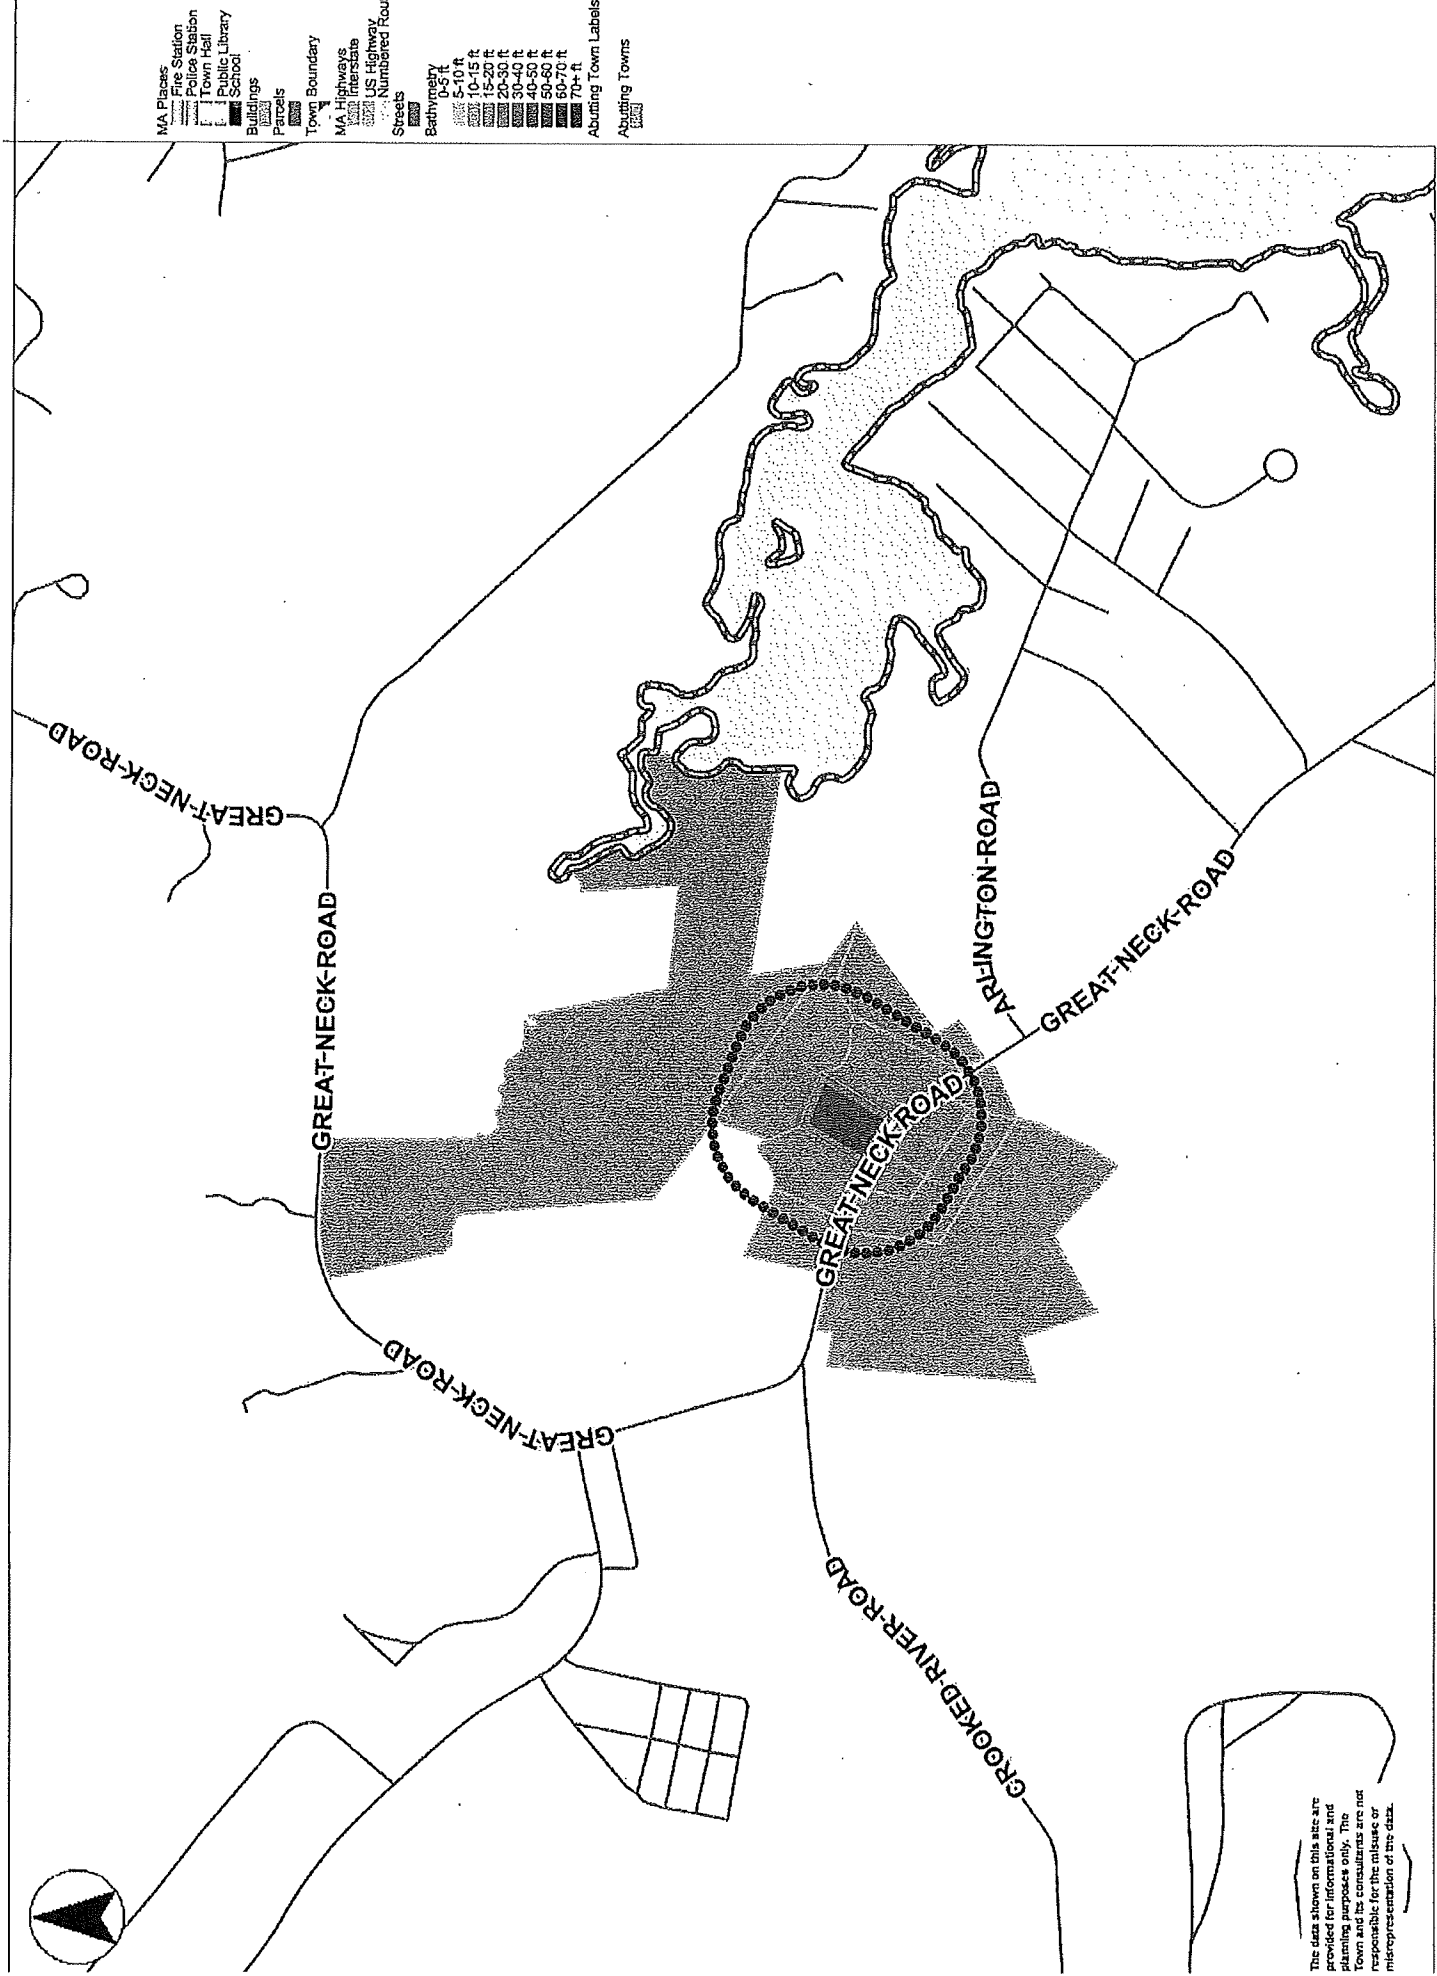 MA Places
Fire Station
Police Station
Town Hall
Public Library
School
Buildings
Parcels
Town Boundary
MA Highways
Interstate
US Highway
Numbered Rou
Streets
Bathymetry
0-5 ft
5-10 ft
10-15 ft
15-20 ft
20-30 ft
30-40 ft
40-50 ft
50-60 ft
60-70 ft
70+ ft
Abutting Town Labels
Abutting Towns
GREAT-NECK-ROAD
GREAT-NECK-ROAD
GREAT-NECK-ROAD
GREAT-NECK-ROAD
GREAT-NECK-ROAD
ARLINGTON-ROAD
CROOKED-RIVER-ROAD
The data shown on this site are
provided for informational and
planning purposes only. The
Town and its consultants are not
responsible for the misuse or
misrepresentation of the data.